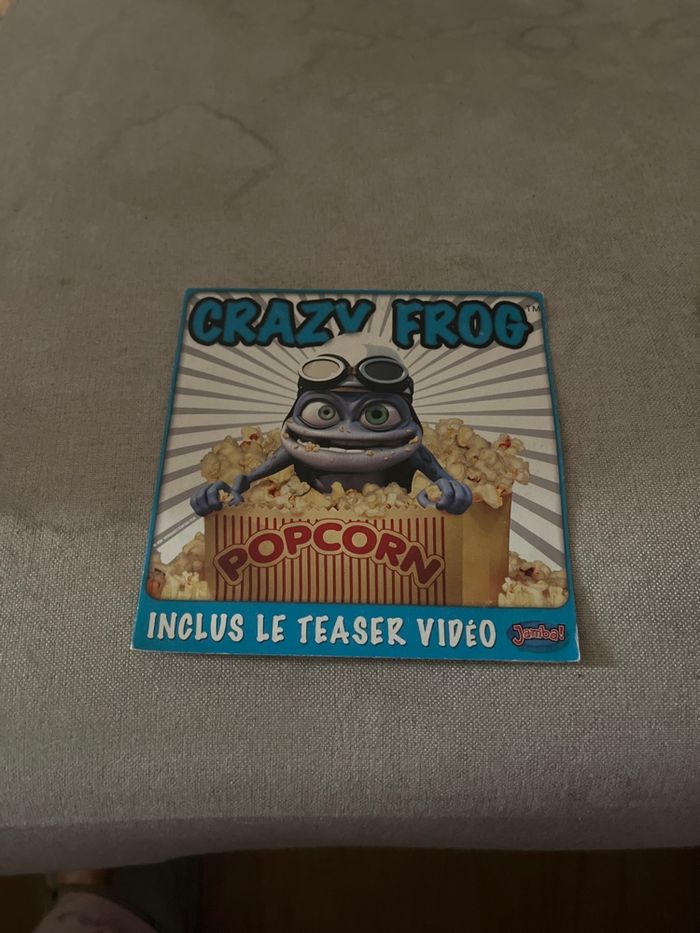 CRAZY FROG™
POPCORN
INCLUS LE TEASER VIDÉO
Jamba!